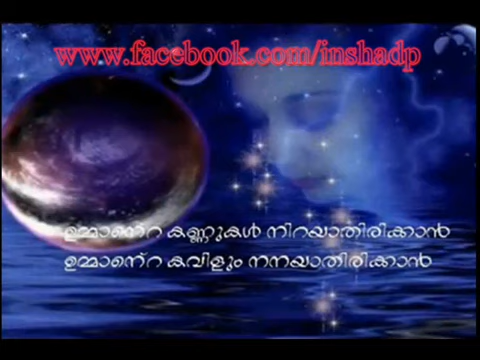 www.facebook.com/inshadp
ഉമ്മാന്റെ കണ്ണുകൾ നിറയാതിരിക്കാൻ
ഉമ്മാന്റെ കവിളും നനയാതിരിക്കാൻ